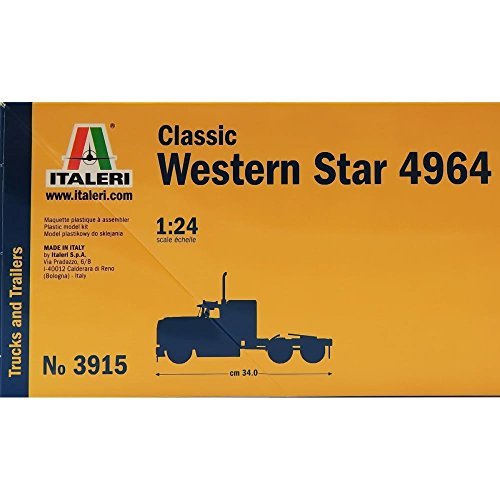 ITALERI
www.italeri.com
Maquette plastique à assembler
Plastic model kit
Model plastikowy do sklejania
MADE IN ITALY
by Italeri S.p.A.
Via Pradazzo, 6/B
I-40012 Calderara di Reno
(Bologna) - Italy
Trucks and Trailers
No 3915
Classic
Western Star 4964
1:24
scale échelle
cm 34.0